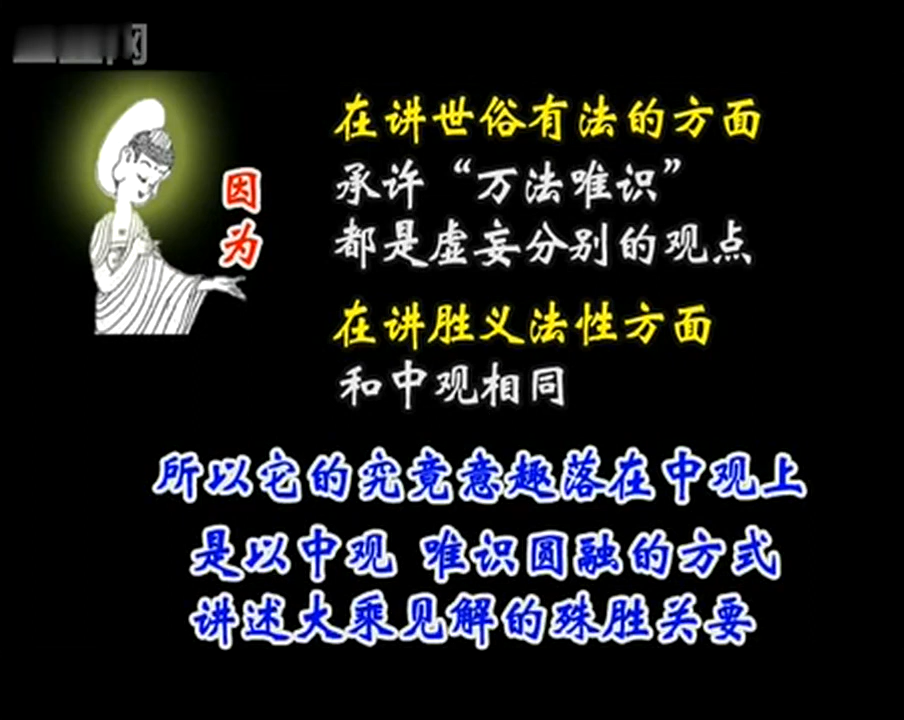 因为
在讲世俗有法的方面
承许“万法唯识”
都是虚妄分别的观点
在讲胜义法性方面
和中观相同
所以它的究竟意趣落在中观上
是以中观 唯识圆融的方式
讲述大乘见解的殊胜关要